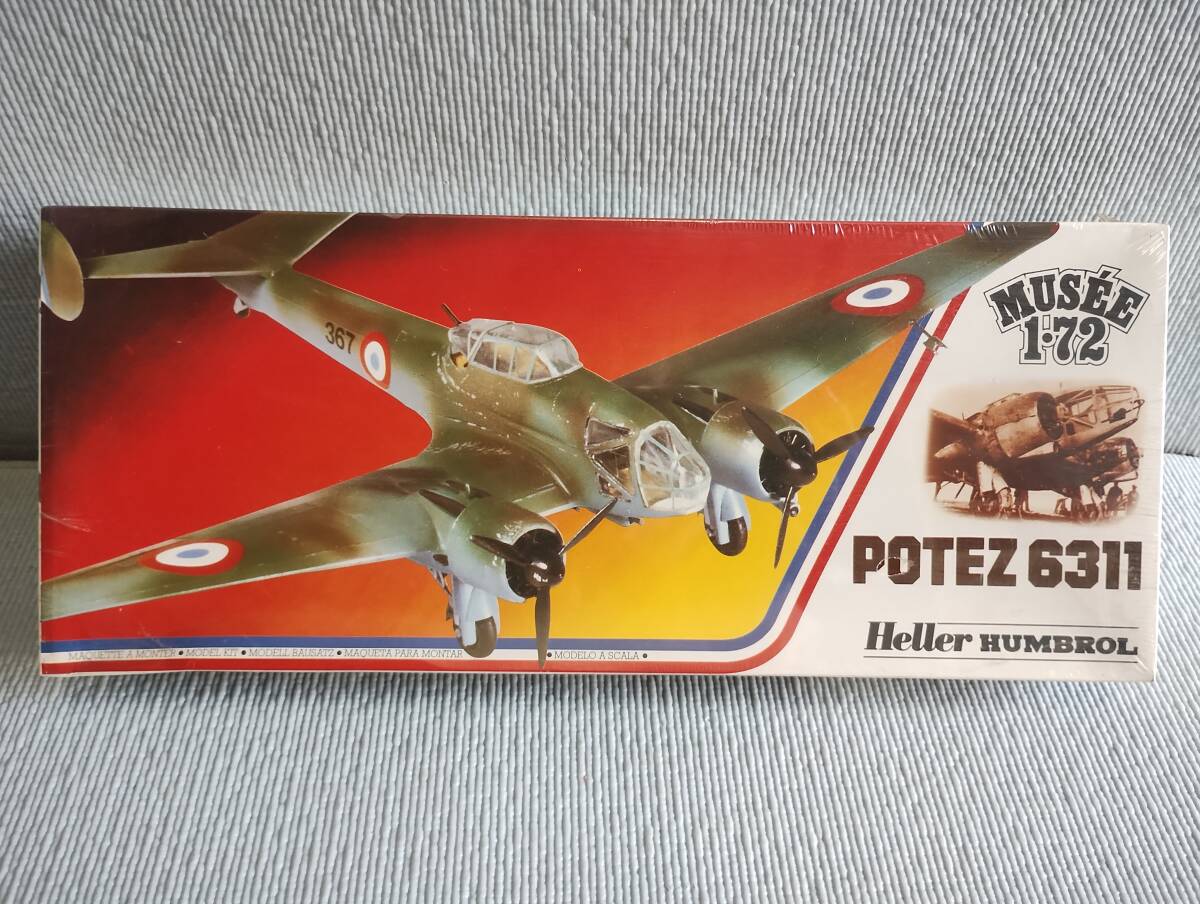 367
MUSÉE
1•72
POTEZ 6311
Heller HUMBROL
MAQUETTE A MONTER • MODEL KIT • MODELL BAUSATZ • MAQUETA PARA MONTAR • MODELO A SCALA •